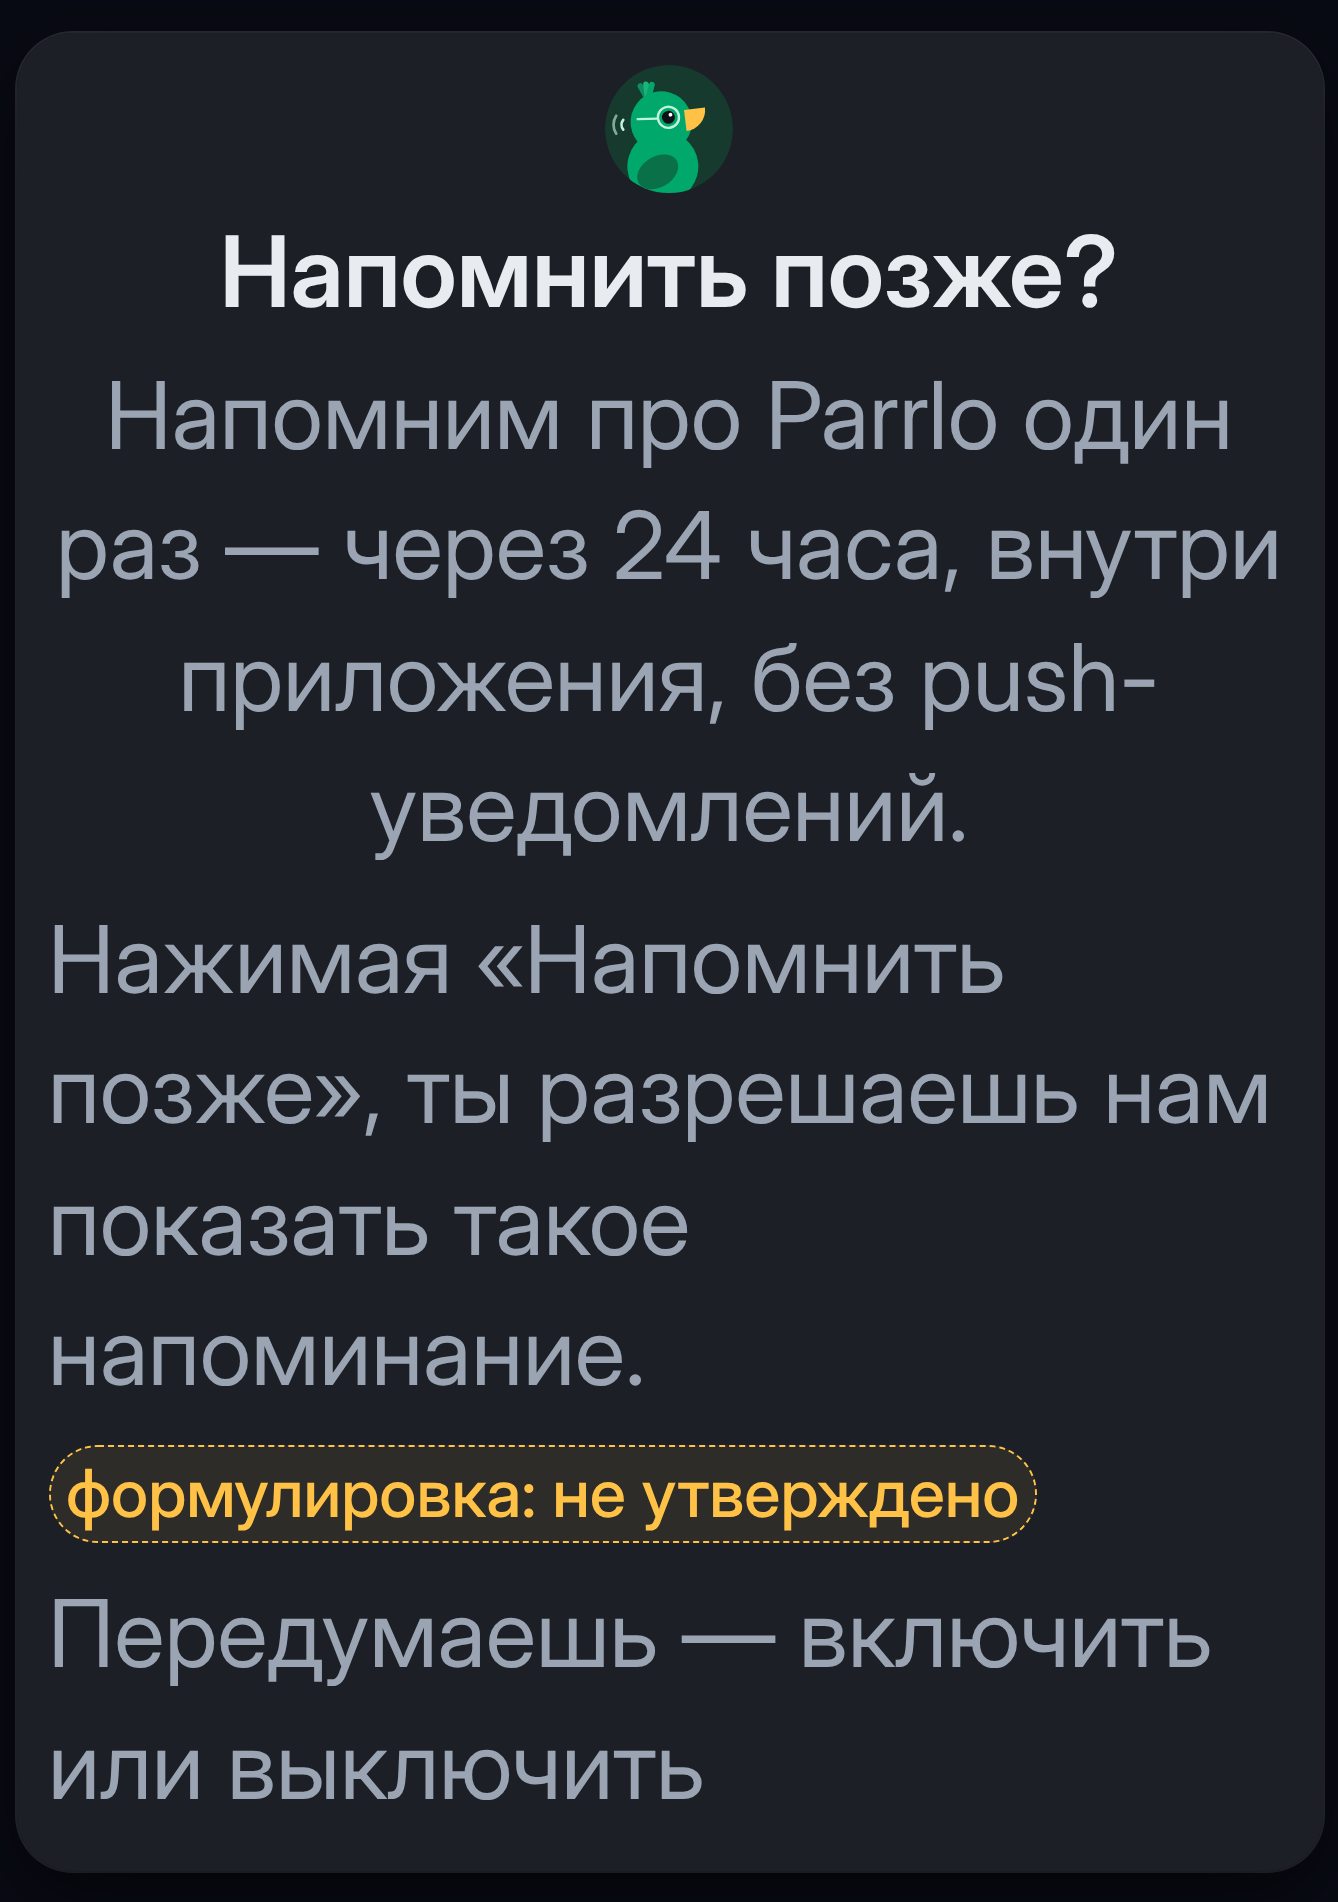 Напомнить позже?
Напомним про Parrlo один
раз — через 24 часа, внутри
приложения, без push-
уведомлений.
Нажимая «Напомнить
позже», ты разрешаешь нам
показать такое
напоминание.
формулировка: не утверждено
Передумаешь — включить
или выключить